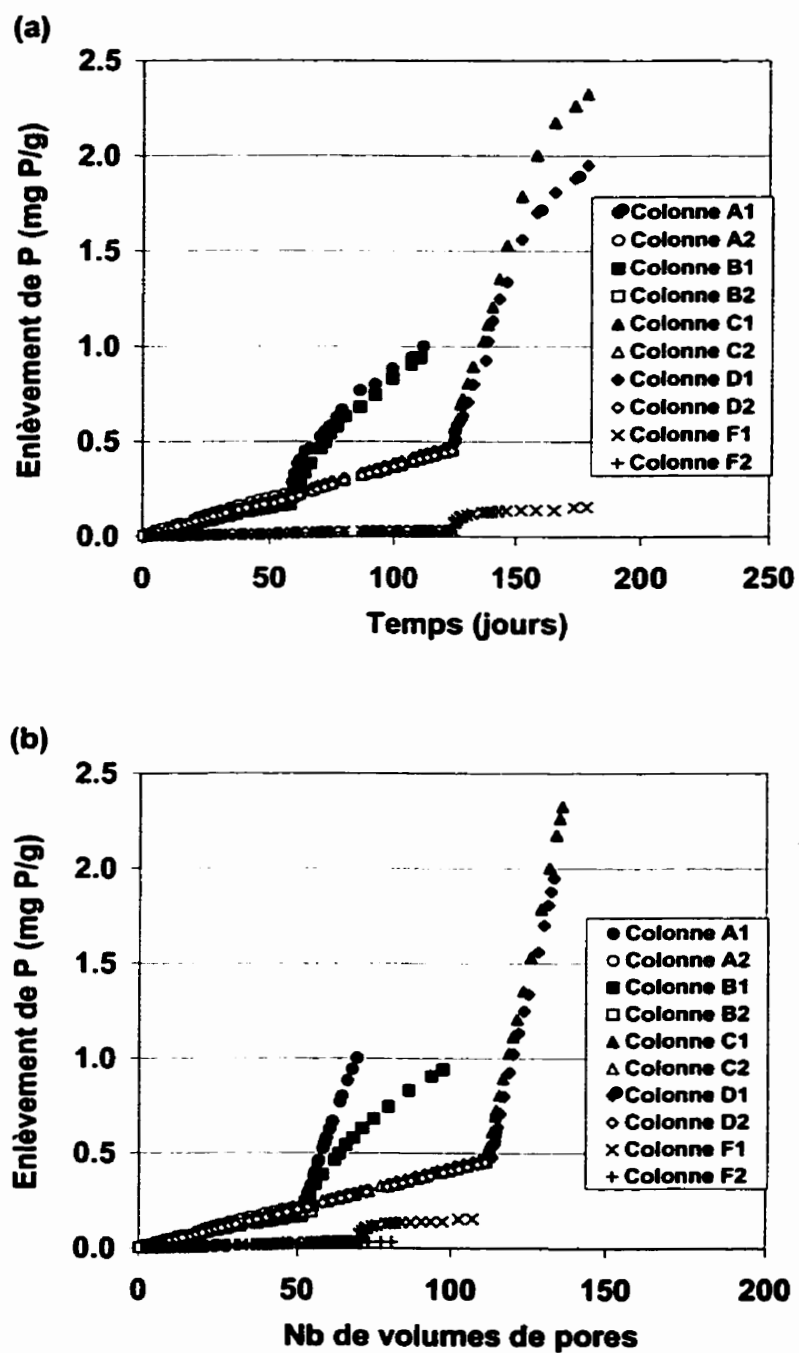 (a)
2.5
2.0
1.5
1.0
0.5
0.0
Enlèvement de P (mg P/g)
0 50 100 150 200 250
Temps (jours)
Colonne A1
Colonne A2
Colonne B1
Colonne B2
Colonne C1
Colonne C2
Colonne D1
Colonne D2
Colonne F1
Colonne F2
(b)
2.5
2.0
1.5
1.0
0.5
0.0
Enlèvement de P (mg P/g)
0 50 100 150 200
Nb de volumes de pores
Colonne A1
Colonne A2
Colonne B1
Colonne B2
Colonne C1
Colonne C2
Colonne D1
Colonne D2
Colonne F1
Colonne F2